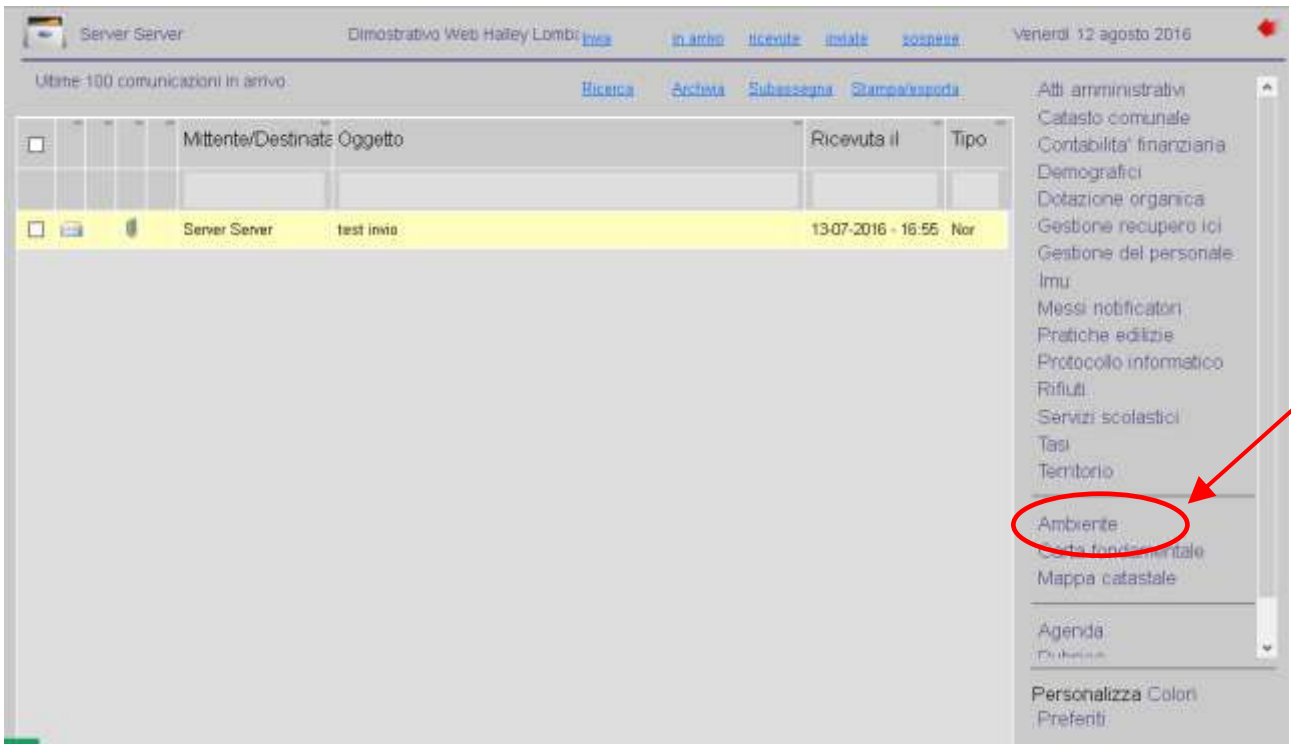 Server Server Dimostrativo Web Halley Lomba Invia in arrivo ricevute inviate sospese Venerdì 12 agosto 2016
Ultime 100 comunicazioni in arrivo Ricerca Archivia Subassegna Stampa/esporta
Mittente/Destinata Oggetto Ricevuta il Tipo
Server Server test invio 13-07-2016 - 16:55 Nor
Atti amministrativi
Catasto comunale
Contabilita' finanziaria
Demografici
Dotazione organica
Gestione recupero ici
Gestione del personale
Imu
Messi notificatori
Pratiche edilizie
Protocollo informatico
Rifiuti
Servizi scolastici
Tasi
Territorio
Ambiente
Carta fondamentale
Mappa catastale
Agenda
Personalizza Colori
Preferiti